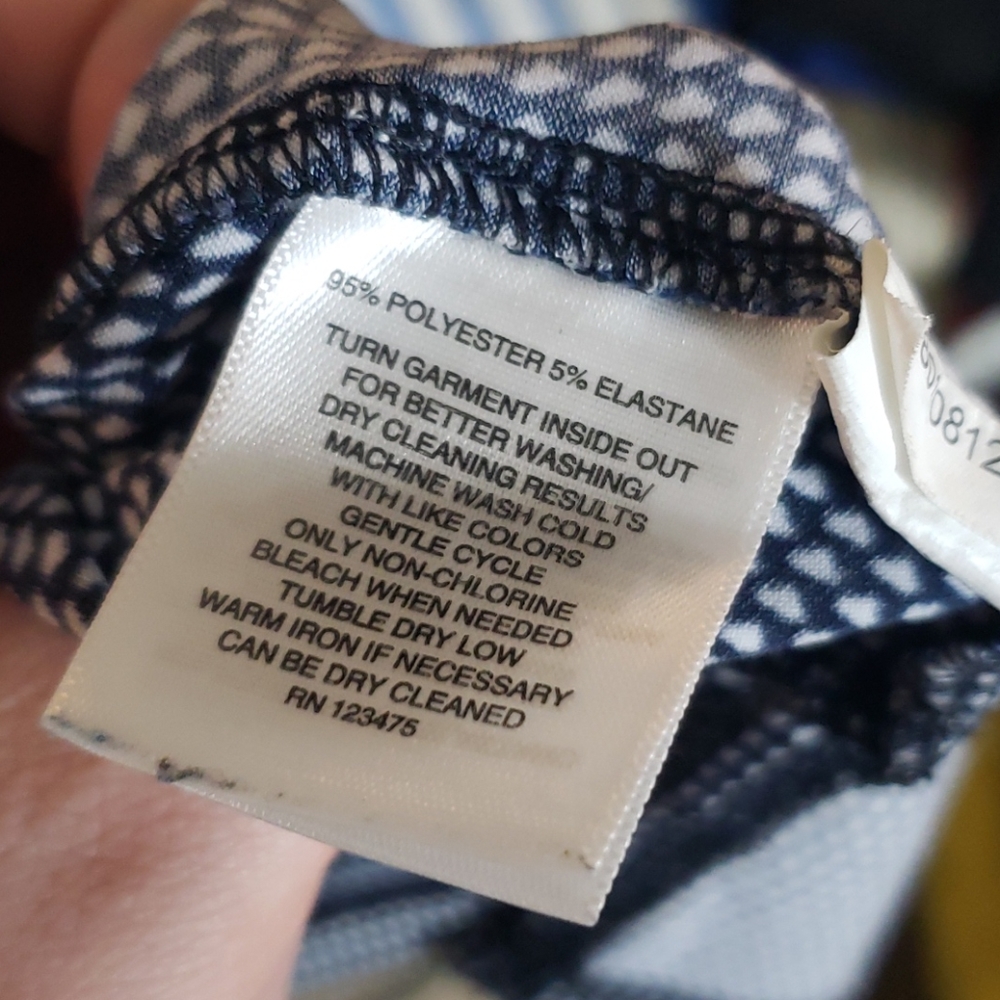 95% POLYESTER 5% ELASTANE
TURN GARMENT INSIDE OUT
FOR BETTER WASHING/
DRY CLEANING RESULTS
MACHINE WASH COLD
WITH LIKE COLORS
GENTLE CYCLE
ONLY NON-CHLORINE
BLEACH WHEN NEEDED
TUMBLE DRY LOW
WARM IRON IF NECESSARY
CAN BE DRY CLEANED
RN 123475